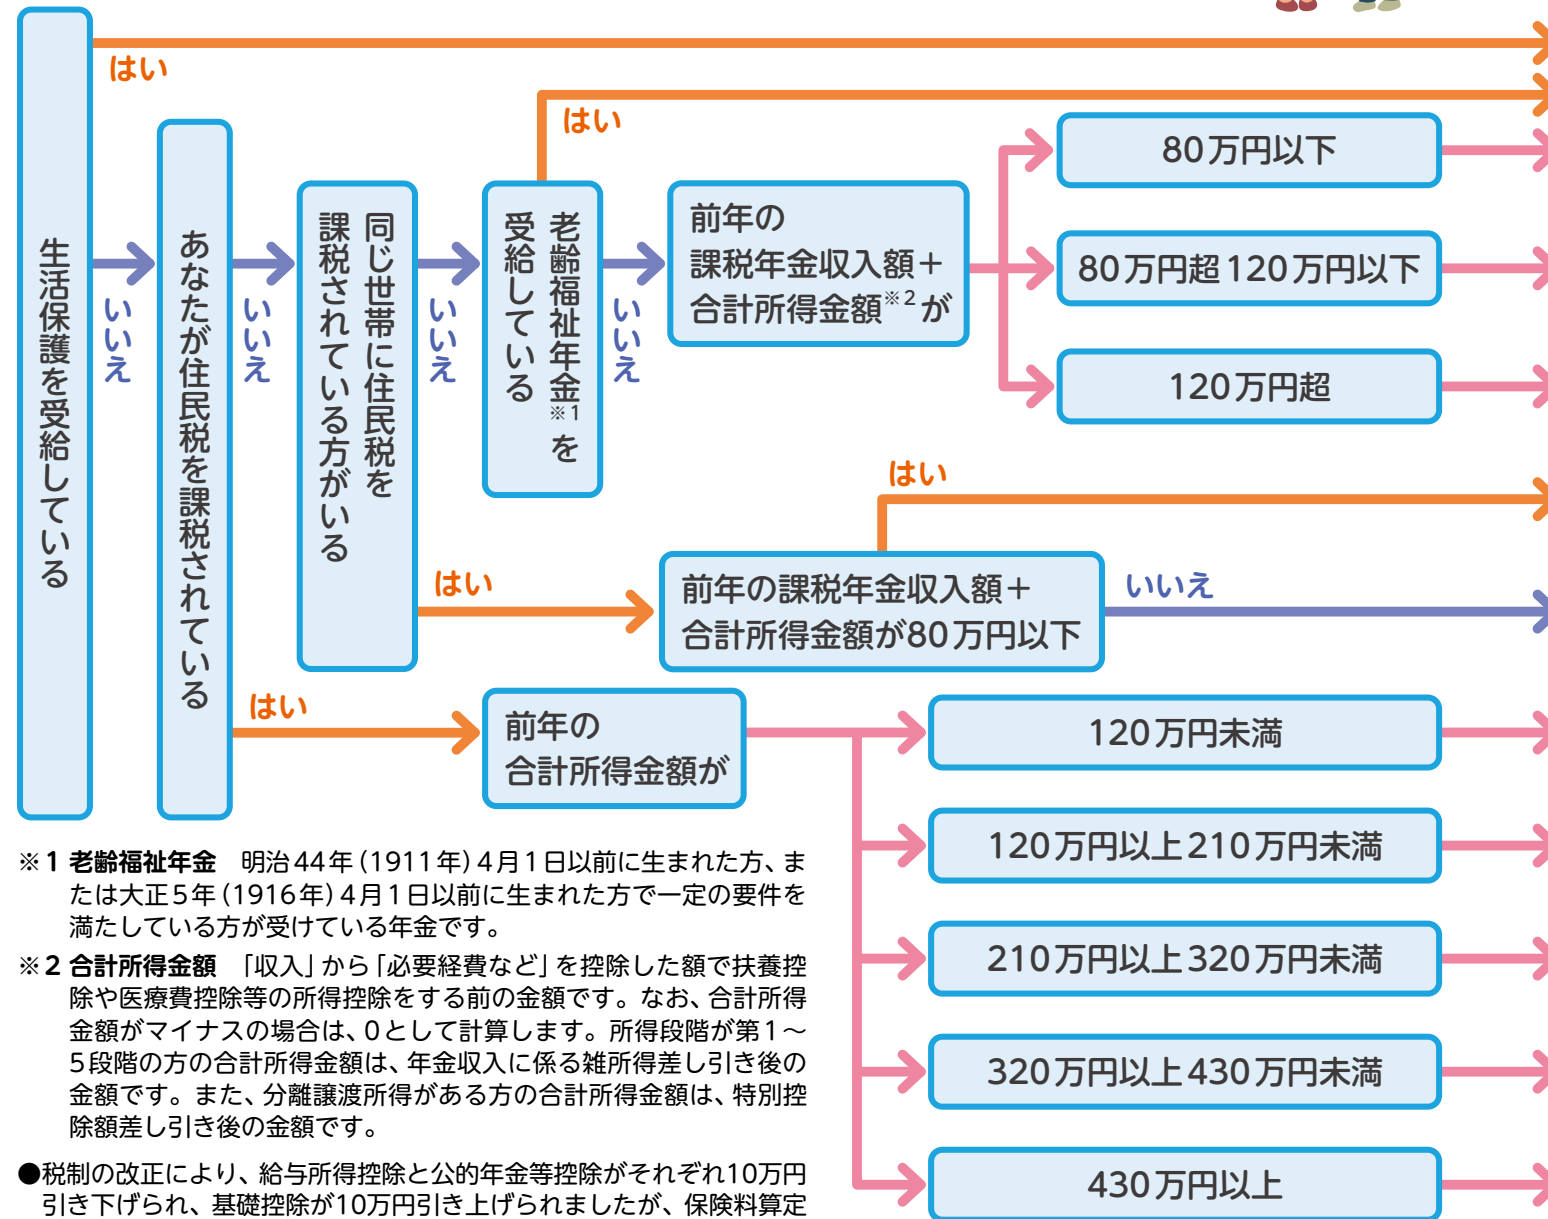 生活保護を受給している
はい
いいえ
あなたが住民税を課税されている
いいえ
同じ世帯に住民税を
課税されている方がいる
いいえ
老齢福祉年金※1を
受給している
はい
いいえ
前年の
課税年金収入額＋
合計所得金額※2が
80万円以下
80万円超120万円以下
120万円超
はい
前年の課税年金収入額＋
合計所得金額が80万円以下
はい
いいえ
はい
前年の
合計所得金額が
120万円未満
120万円以上210万円未満
210万円以上320万円未満
320万円以上430万円未満
430万円以上
※1 老齢福祉年金　明治44年(1911年)4月1日以前に生まれた方、ま
たは大正5年(1916年)4月1日以前に生まれた方で一定の要件を
満たしている方が受けている年金です。
※2 合計所得金額　「収入」から「必要経費など」を控除した額で扶養控
除や医療費控除等の所得控除をする前の金額です。なお、合計所得
金額がマイナスの場合は、0として計算します。所得段階が第1～
5段階の方の合計所得金額は、年金収入に係る雑所得差し引き後の
金額です。また、分離譲渡所得がある方の合計所得金額は、特別控
除額差し引き後の金額です。
●税制の改正により、給与所得控除と公的年金等控除がそれぞれ10万円
引き下げられ、基礎控除が10万円引き上げられましたが、保険料算定